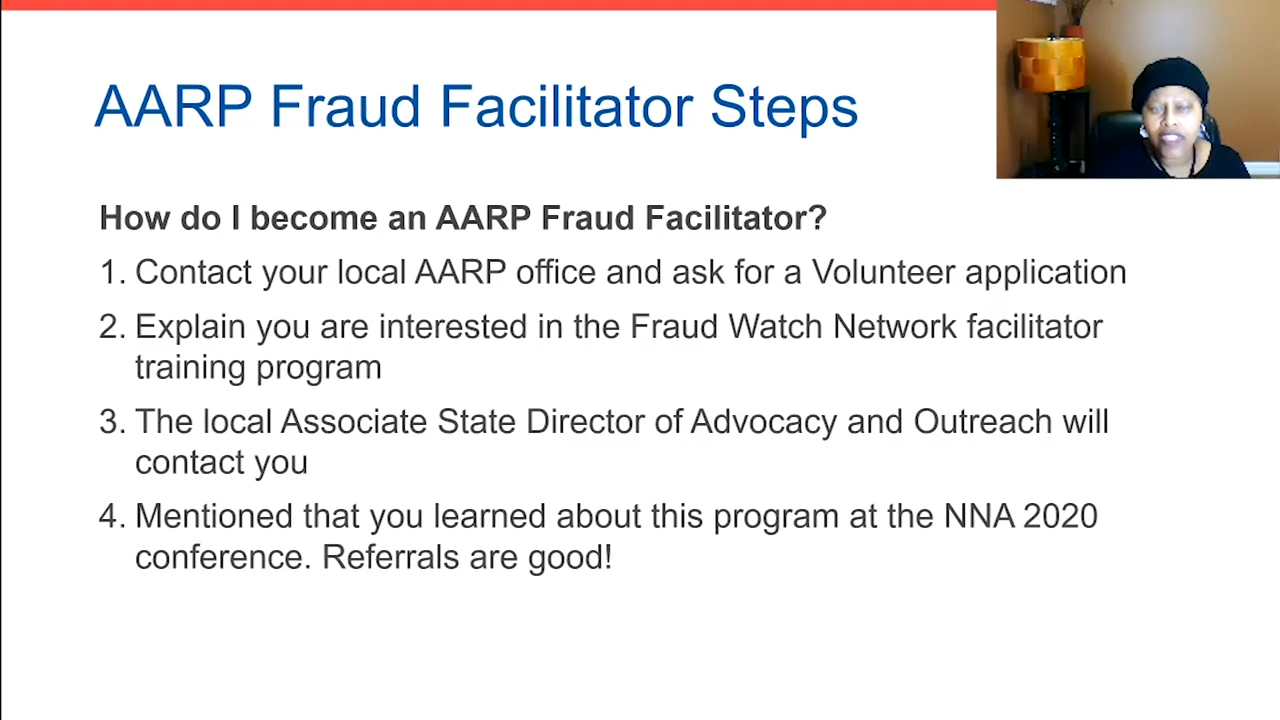 AARP Fraud Facilitator Steps
How do I become an AARP Fraud Facilitator?
1. Contact your local AARP office and ask for a Volunteer application
2. Explain you are interested in the Fraud Watch Network facilitator
training program
3. The local Associate State Director of Advocacy and Outreach will
contact you
4. Mentioned that you learned about this program at the NNA 2020
conference. Referrals are good!